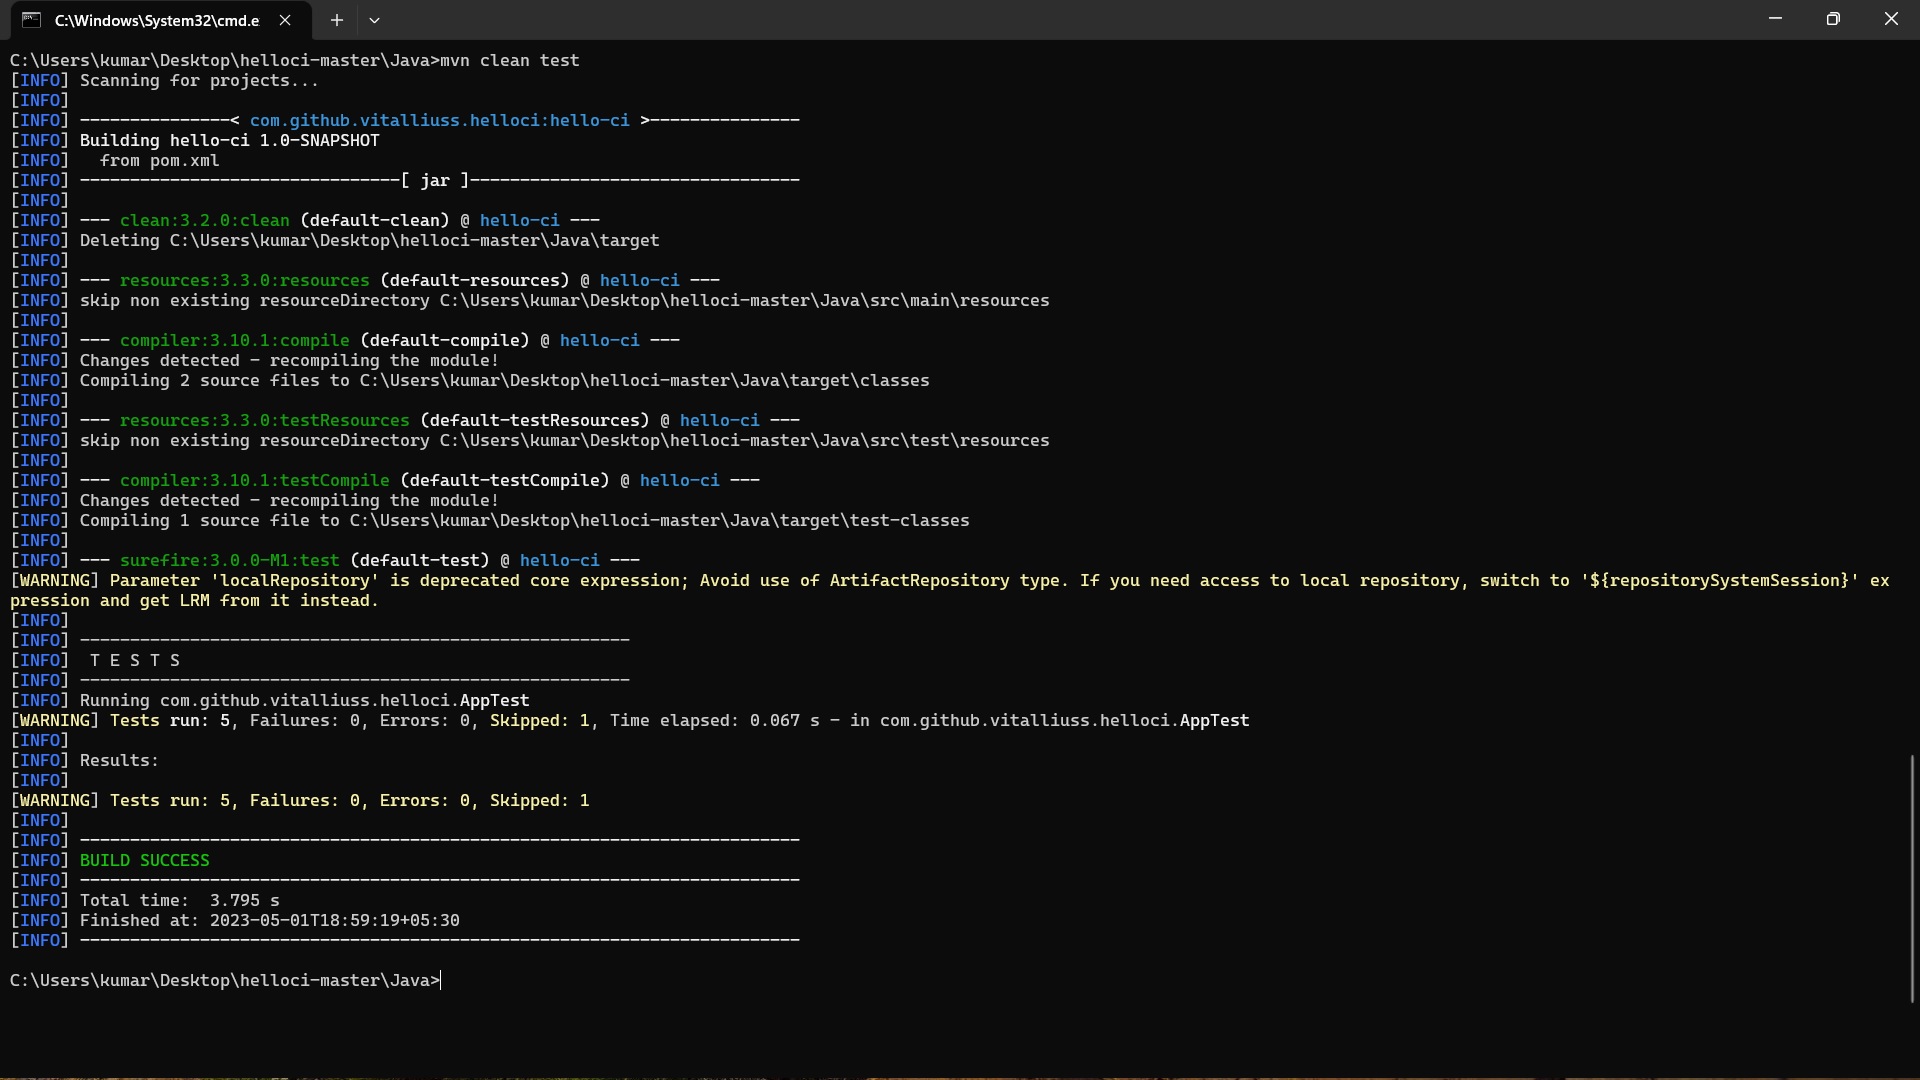 C:\Windows\System32\cmd.e
C:\Users\kumar\Desktop\helloci-master\Java>mvn clean test
[INFO] Scanning for projects...
[INFO]
[INFO] ---------------< com.github.vitalliuss.helloci:hello-ci >---------------
[INFO] Building hello-ci 1.0-SNAPSHOT
[INFO]   from pom.xml
[INFO] --------------------------------[ jar ]---------------------------------
[INFO]
[INFO] --- clean:3.2.0:clean (default-clean) @ hello-ci ---
[INFO] Deleting C:\Users\kumar\Desktop\helloci-master\Java\target
[INFO]
[INFO] --- resources:3.3.0:resources (default-resources) @ hello-ci ---
[INFO] skip non existing resourceDirectory C:\Users\kumar\Desktop\helloci-master\Java\src\main\resources
[INFO]
[INFO] --- compiler:3.10.1:compile (default-compile) @ hello-ci ---
[INFO] Changes detected - recompiling the module!
[INFO] Compiling 2 source files to C:\Users\kumar\Desktop\helloci-master\Java\target\classes
[INFO]
[INFO] --- resources:3.3.0:testResources (default-testResources) @ hello-ci ---
[INFO] skip non existing resourceDirectory C:\Users\kumar\Desktop\helloci-master\Java\src\test\resources
[INFO]
[INFO] --- compiler:3.10.1:testCompile (default-testCompile) @ hello-ci ---
[INFO] Changes detected - recompiling the module!
[INFO] Compiling 1 source file to C:\Users\kumar\Desktop\helloci-master\Java\target\test-classes
[INFO]
[INFO] --- surefire:3.0.0-M1:test (default-test) @ hello-ci ---
[WARNING] Parameter 'localRepository' is deprecated core expression; Avoid use of ArtifactRepository type. If you need access to local repository, switch to '${repositorySystemSession}' ex
pression and get LRM from it instead.
[INFO]
[INFO] -------------------------------------------------------
[INFO]  T E S T S
[INFO] -------------------------------------------------------
[INFO] Running com.github.vitalliuss.helloci.AppTest
[WARNING] Tests run: 5, Failures: 0, Errors: 0, Skipped: 1, Time elapsed: 0.067 s - in com.github.vitalliuss.helloci.AppTest
[INFO]
[INFO] Results:
[INFO]
[WARNING] Tests run: 5, Failures: 0, Errors: 0, Skipped: 1
[INFO]
[INFO] ------------------------------------------------------------------------
[INFO] BUILD SUCCESS
[INFO] ------------------------------------------------------------------------
[INFO] Total time:  3.795 s
[INFO] Finished at: 2023-05-01T18:59:19+05:30
[INFO] ------------------------------------------------------------------------
C:\Users\kumar\Desktop\helloci-master\Java>